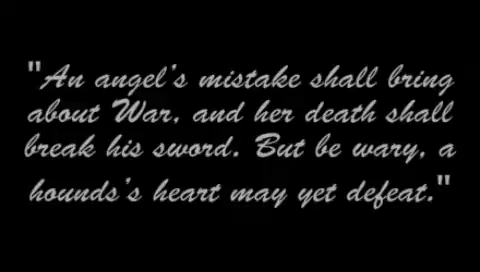 "An angel's mistake shall bring
about War, and her death shall
break his sword. But be wary, a
hounds's heart may yet defeat."